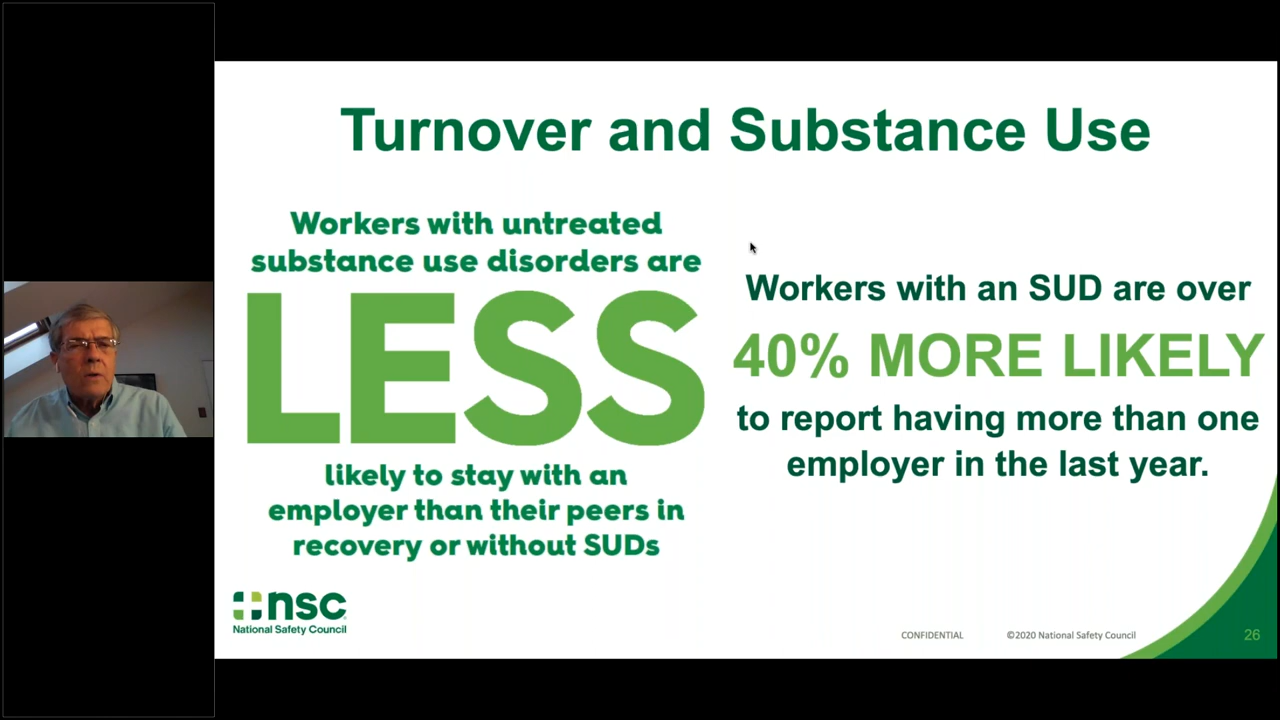 Turnover and Substance Use
Workers with untreated
substance use disorders are
LESS
likely to stay with an
employer than their peers in
recovery or without SUDs
Workers with an SUD are over
40% MORE LIKELY
to report having more than one
employer in the last year.
nsc
National Safety Council
CONFIDENTIAL
©2020 National Safety Council
26